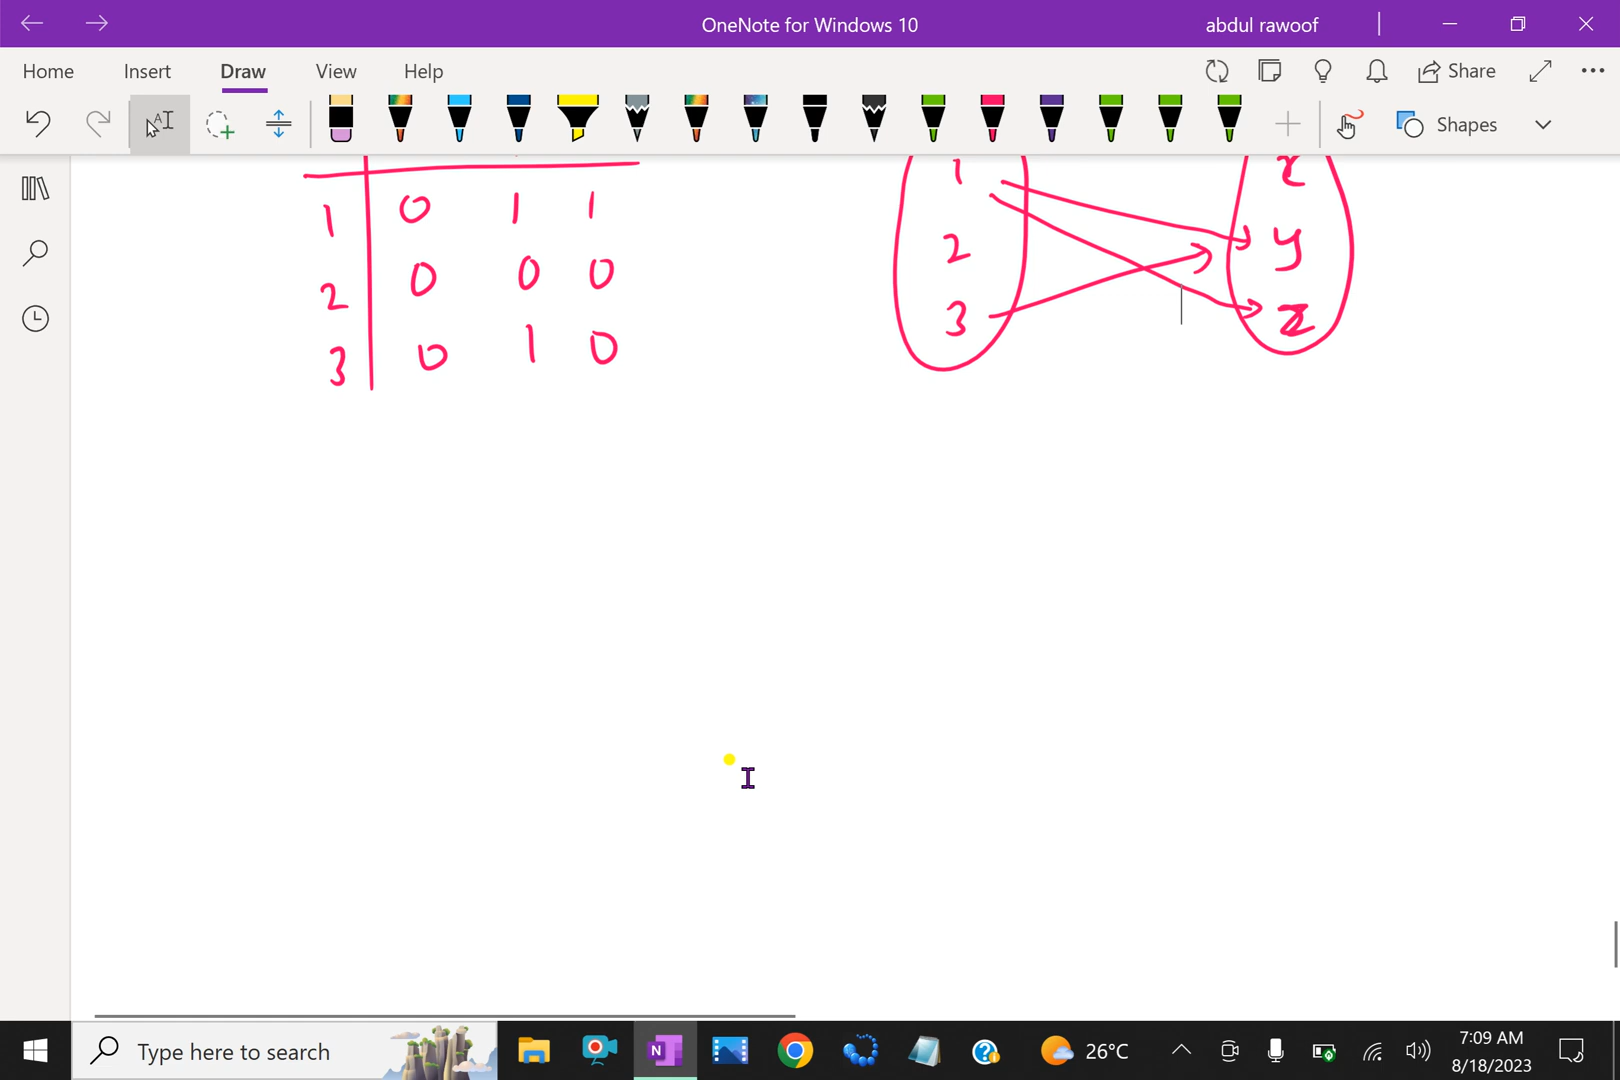 OneNote for Windows 10
abdul rawoof
Home Insert Draw View Help
Share
Shapes
1 0 1 1
2 0 0 0
3 0 1 0
1
2
3
x
y
z
Type here to search
26°C
7:09 AM
8/18/2023